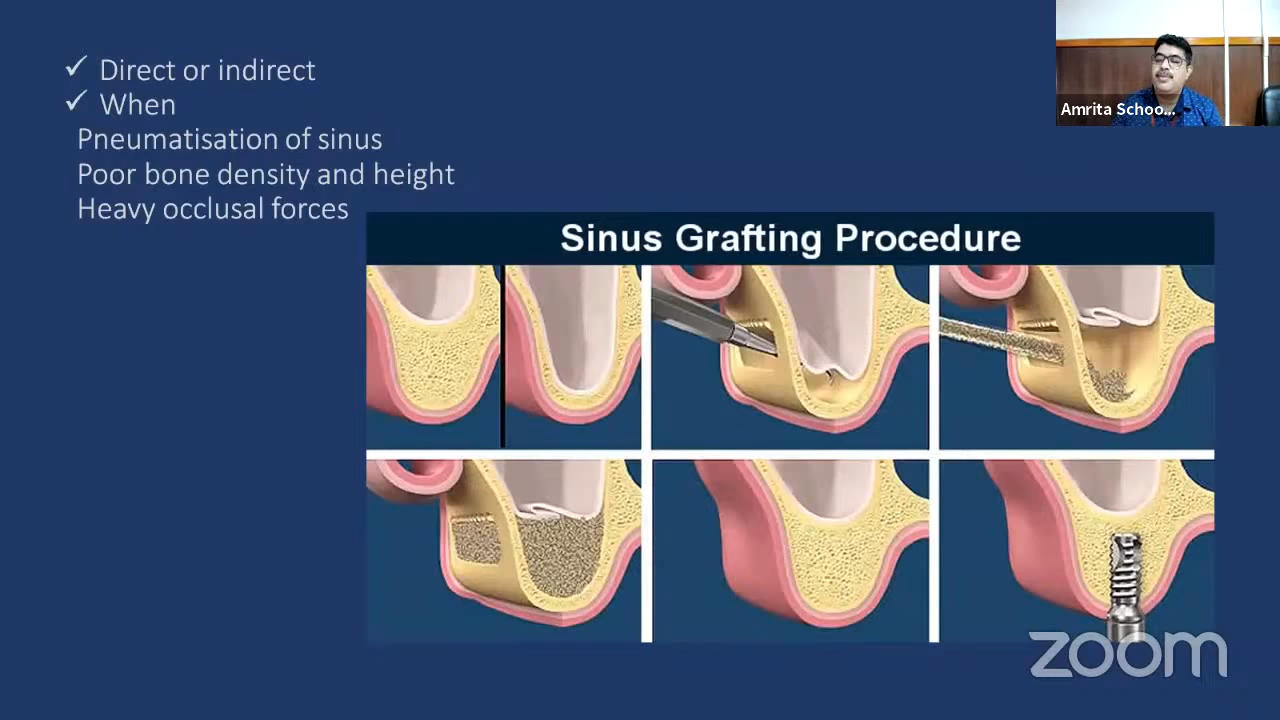 ✓ Direct or indirect
✓ When
Pneumatisation of sinus
Poor bone density and height
Heavy occlusal forces
Sinus Grafting Procedure
Amrita Schoo...
zoom